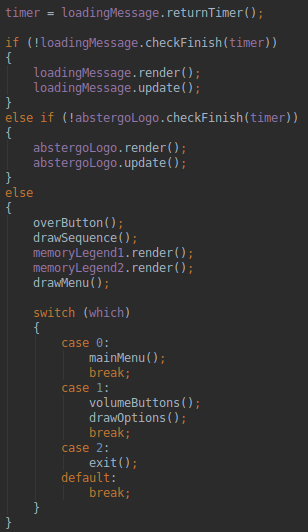 timer = loadingMessage.returnTimer();

if (!loadingMessage.checkFinish(timer))
{
    loadingMessage.render();
    loadingMessage.update();
}
else if (!abstergoLogo.checkFinish(timer))
{
    abstergoLogo.render();
    abstergoLogo.update();
}
else
{
    overButton();
    drawSequence();
    memoryLegend1.render();
    memoryLegend2.render();
    drawMenu();

    switch (which)
    {
        case 0:
            mainMenu();
            break;
        case 1:
            volumeButtons();
            drawOptions();
            break;
        case 2:
            exit();
        default:
            break;
    }
}